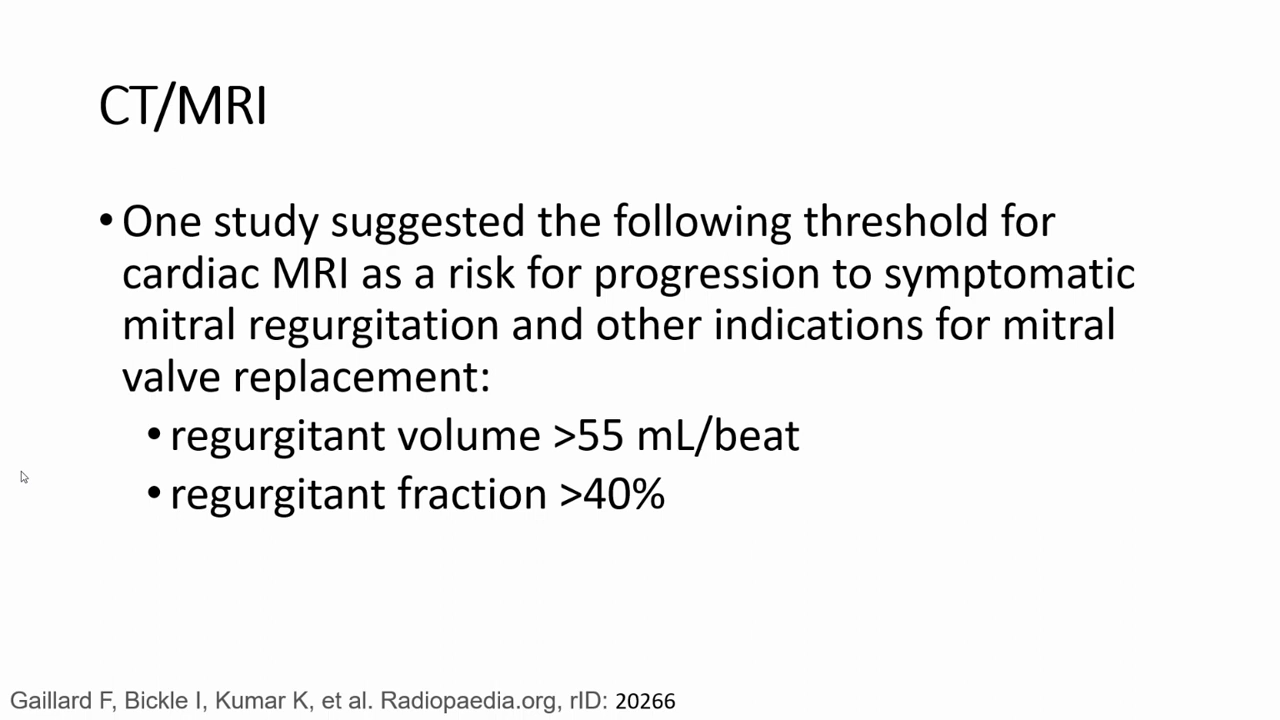 CT/MRI
• One study suggested the following threshold for
cardiac MRI as a risk for progression to symptomatic
mitral regurgitation and other indications for mitral
valve replacement:
• regurgitant volume >55 mL/beat
• regurgitant fraction >40%
Gaillard F, Bickle I, Kumar K, et al. Radiopaedia.org, rID: 20266